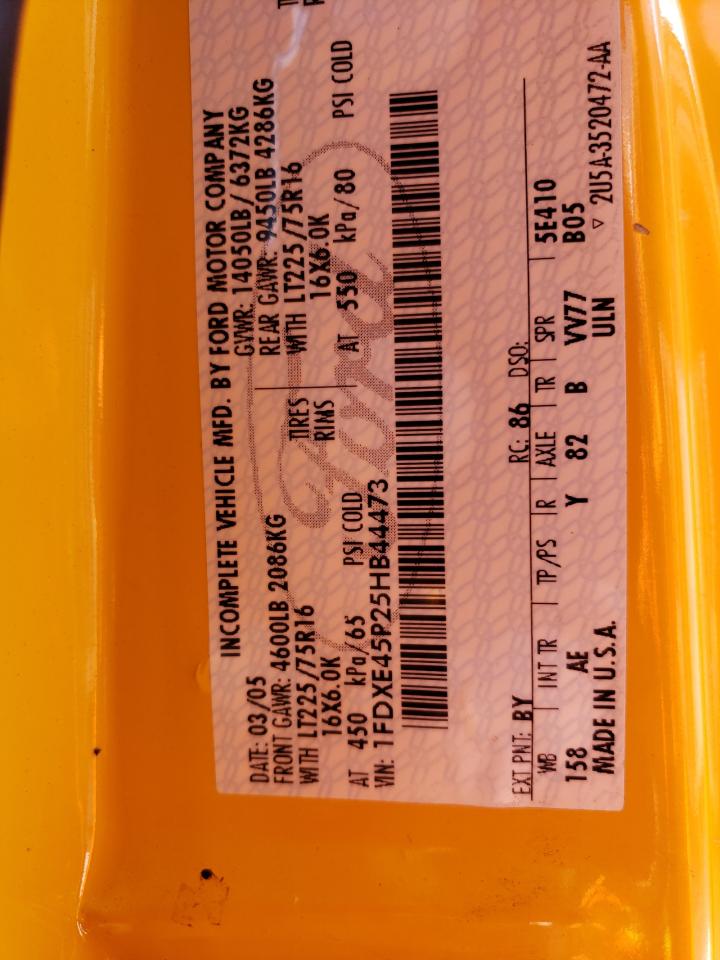 INCOMPLETE VEHICLE MFD. BY FORD MOTOR COMPANY
DATE: 03/05 GVWR: 14050LB/ 6372KG
FRONT GAWR: 4600LB 2086KG REAR GAWR: 9450LB 4286KG
WITH LT225/75R16 TIRES WITH LT225/75R16
16X6.0K RIMS 16X6.0K
AT 450 kPa/65 PSI COLD AT 550 kPa/80 PSI COLD
VIN: 1FDXE45P25HB44473
Ford
EXT PNT: BY RC: 86 DSO:
WB INT TR TP/PS R AXLE TR SPR 5E410
158 AE Y 82 B VV77 B05
MADE IN U.S.A. ULN ▽ 2U5A-3520472-AA